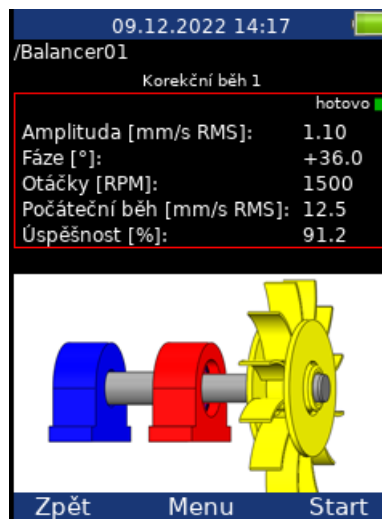 09.12.2022 14:17
/Balancer01
Korekční běh 1
hotovo
Amplituda [mm/s RMS]: 1.10
Fáze [°]: +36.0
Otáčky [RPM]: 1500
Počáteční běh [mm/s RMS]: 12.5
Úspěšnost [%]: 91.2
Zpět Menu Start